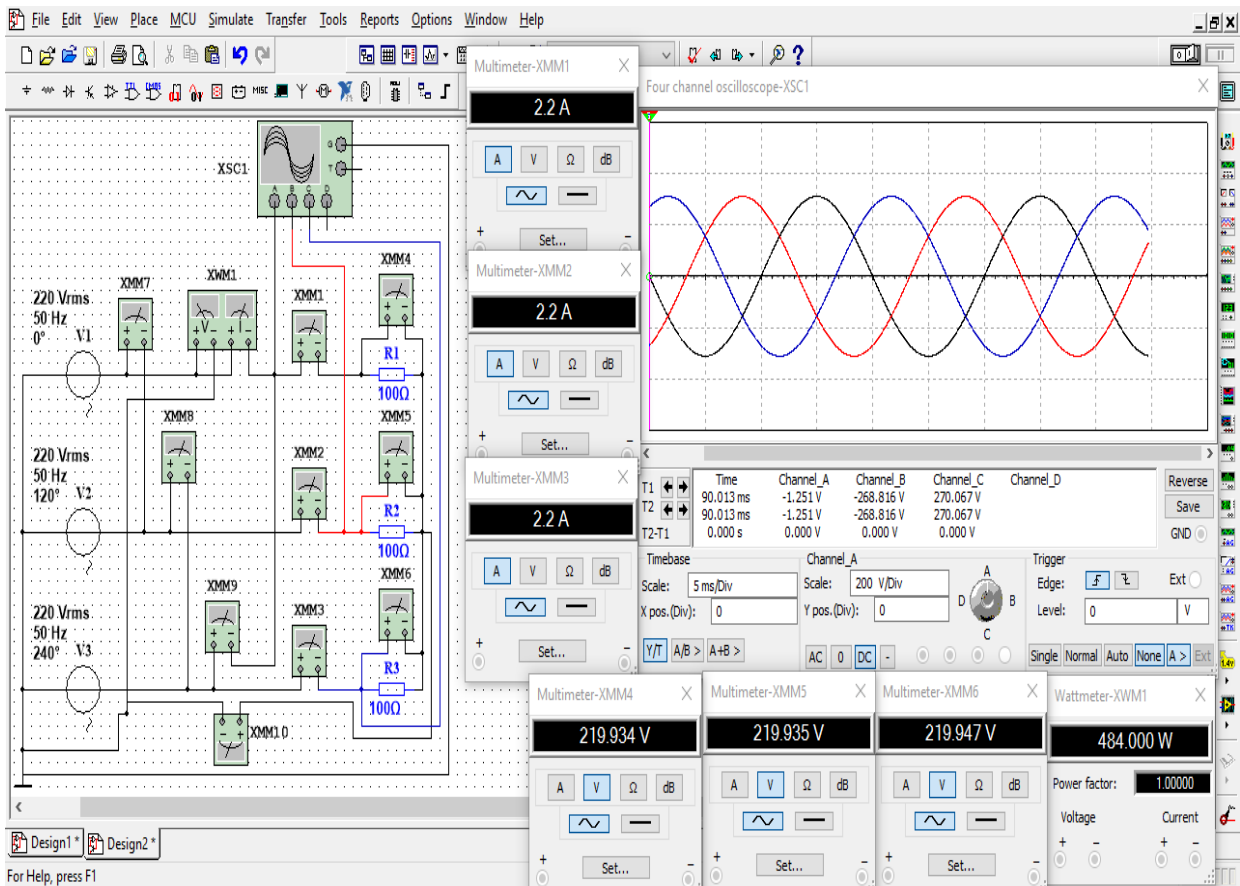 File Edit View Place MCU Simulate Transfer Tools Reports Options Window Help
Multimeter-XMM1 X
2.2 A
A V Ω dB
Set...
+ -
Four channel oscilloscope-XSC1 X
XSC1
G
T
A B C D
Multimeter-XMM2 X
2.2 A
A V Ω dB
Set...
+ -
Multimeter-XMM3 X
2.2 A
A V Ω dB
Set...
+ -
220 Vrms
50 Hz
0°
V1
XMM7
XWM1
XMM1
XMM4
R1
100Ω
220 Vrms
50 Hz
120°
V2
XMM8
XMM2
XMM5
R2
100Ω
220 Vrms
50 Hz
240°
V3
XMM9
XMM3
XMM6
R3
100Ω
XMM10
Time Channel_A Channel_B Channel_C Channel_D
T1 90.013 ms -1.251 V -268.816 V 270.067 V
T2 90.013 ms -1.251 V -268.816 V 270.067 V
T2-T1 0.000 s 0.000 V 0.000 V 0.000 V
Reverse
Save
GND
Timebase
Scale: 5 ms/Div
X pos.(Div): 0
Y/T A/B > A+B >
Channel_A
Scale: 200 V/Div
Y pos.(Div): 0
AC 0 DC -
A
D B
C
Trigger
Edge: Ext
Level: 0 V
Single Normal Auto None A > Ext
Multimeter-XMM4 X
219.934 V
A V Ω dB
Set...
+ -
Multimeter-XMM5 X
219.935 V
A V Ω dB
Set...
+ -
Multimeter-XMM6 X
219.947 V
A V Ω dB
Set...
+ -
Wattmeter-XWM1 X
484.000 W
Power factor: 1.00000
Voltage Current
+ - + -
Design1 * Design2 *
For Help, press F1